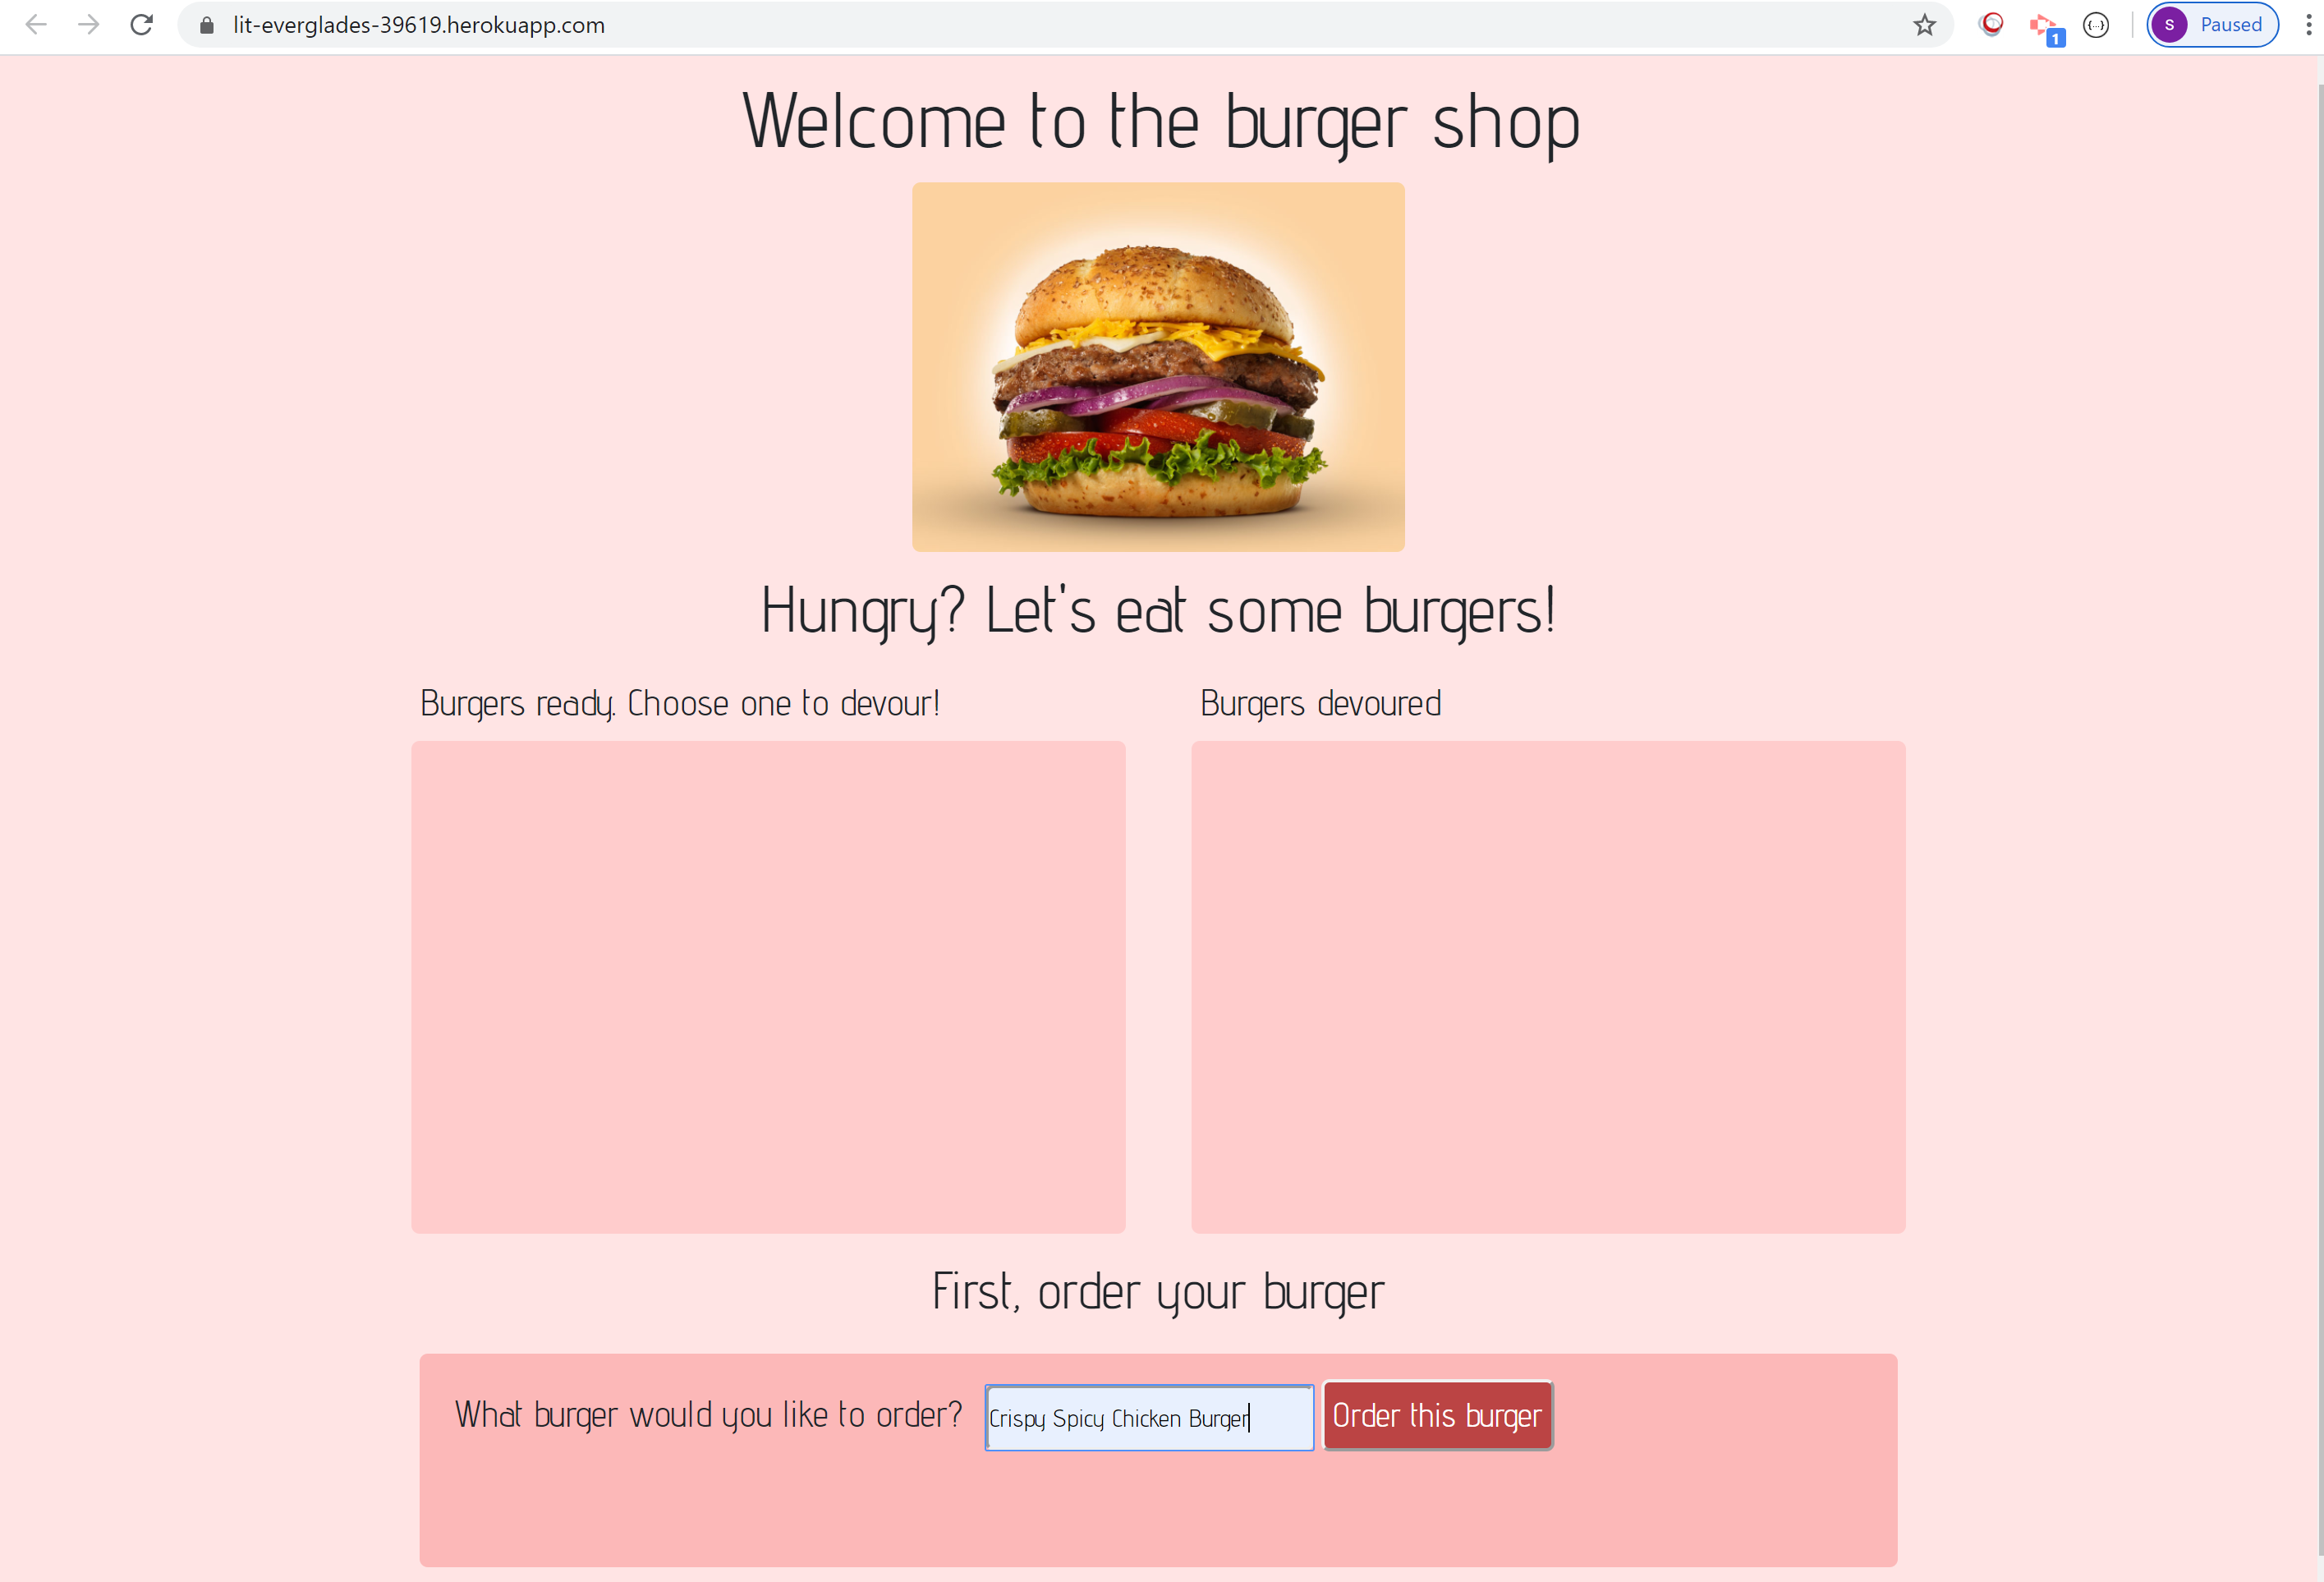 lit-everglades-39619.herokuapp.com
{...}
1
S
Paused
Welcome to the burger shop
Hungry? Let's eat some burgers!
Burgers ready. Choose one to devour!
Burgers devoured
First, order your burger
What burger would you like to order?
Crispy Spicy Chicken Burger
Order this burger